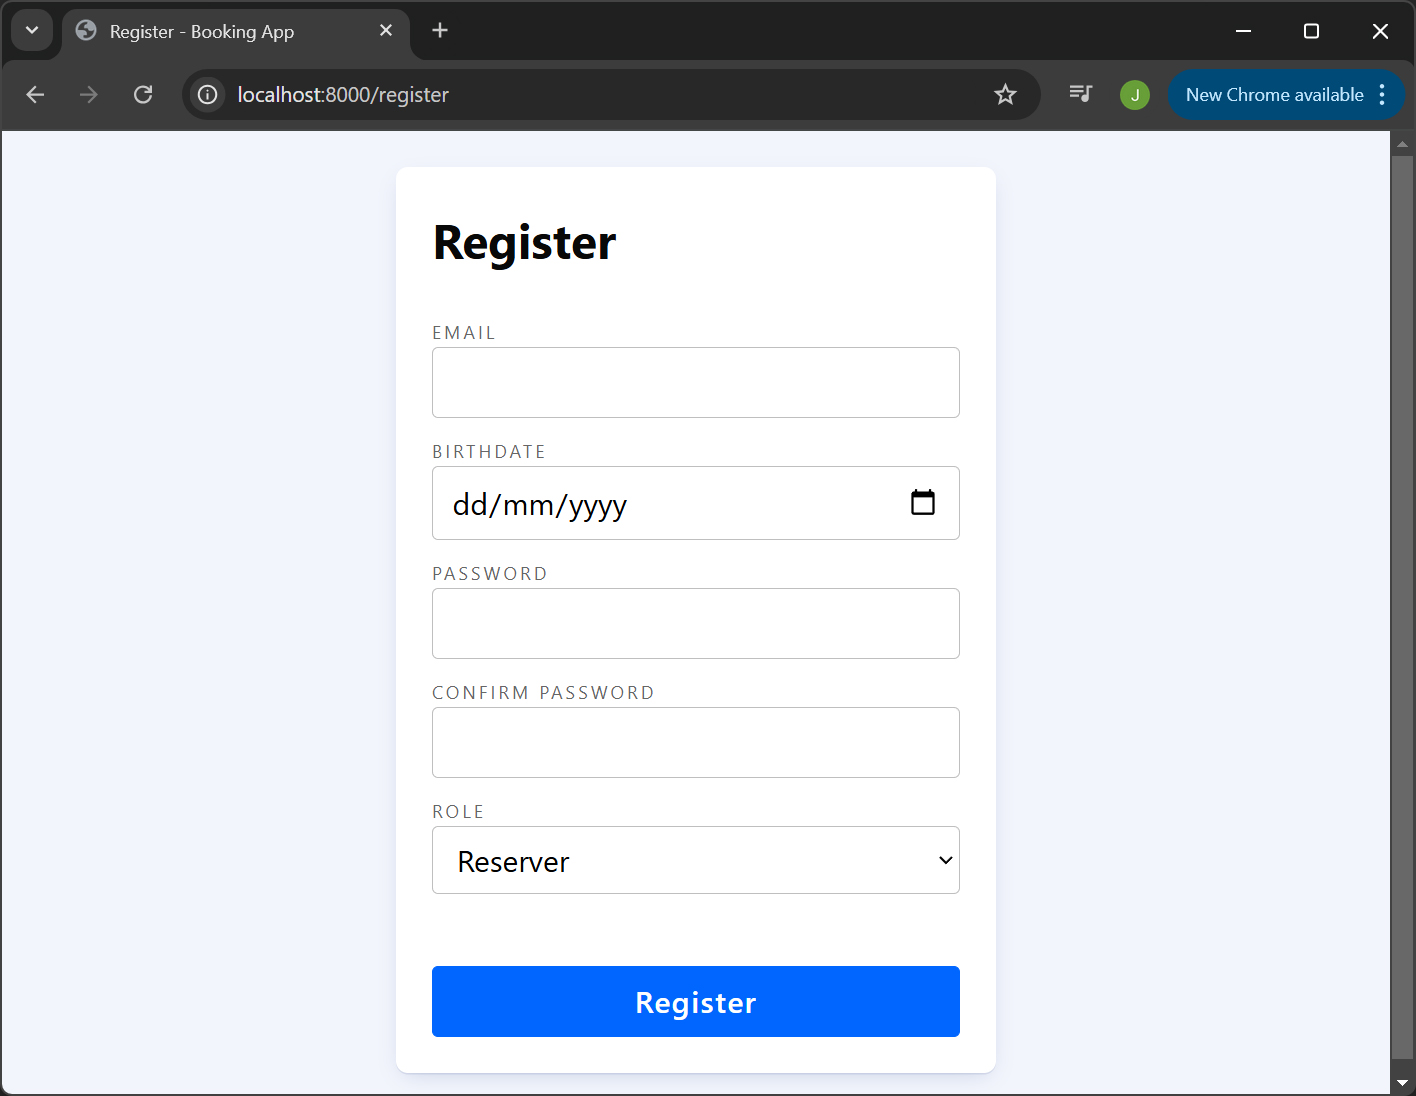 Register - Booking App
localhost:8000/register
J
New Chrome available
Register
EMAIL
BIRTHDATE
dd/mm/yyyy
PASSWORD
CONFIRM PASSWORD
ROLE
Reserver
Register